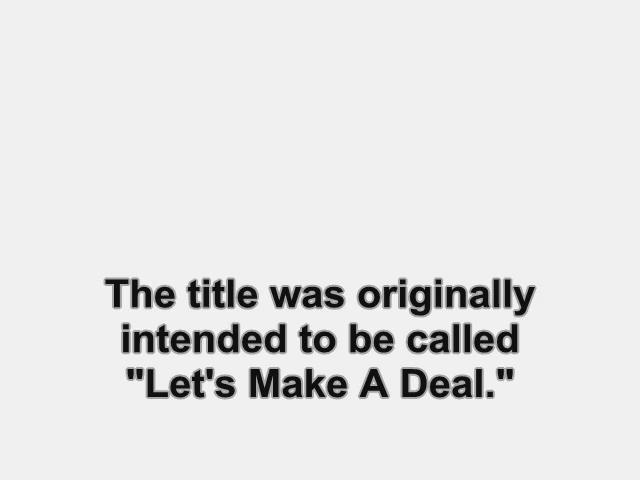 The title was originally
intended to be called
"Let's Make A Deal."